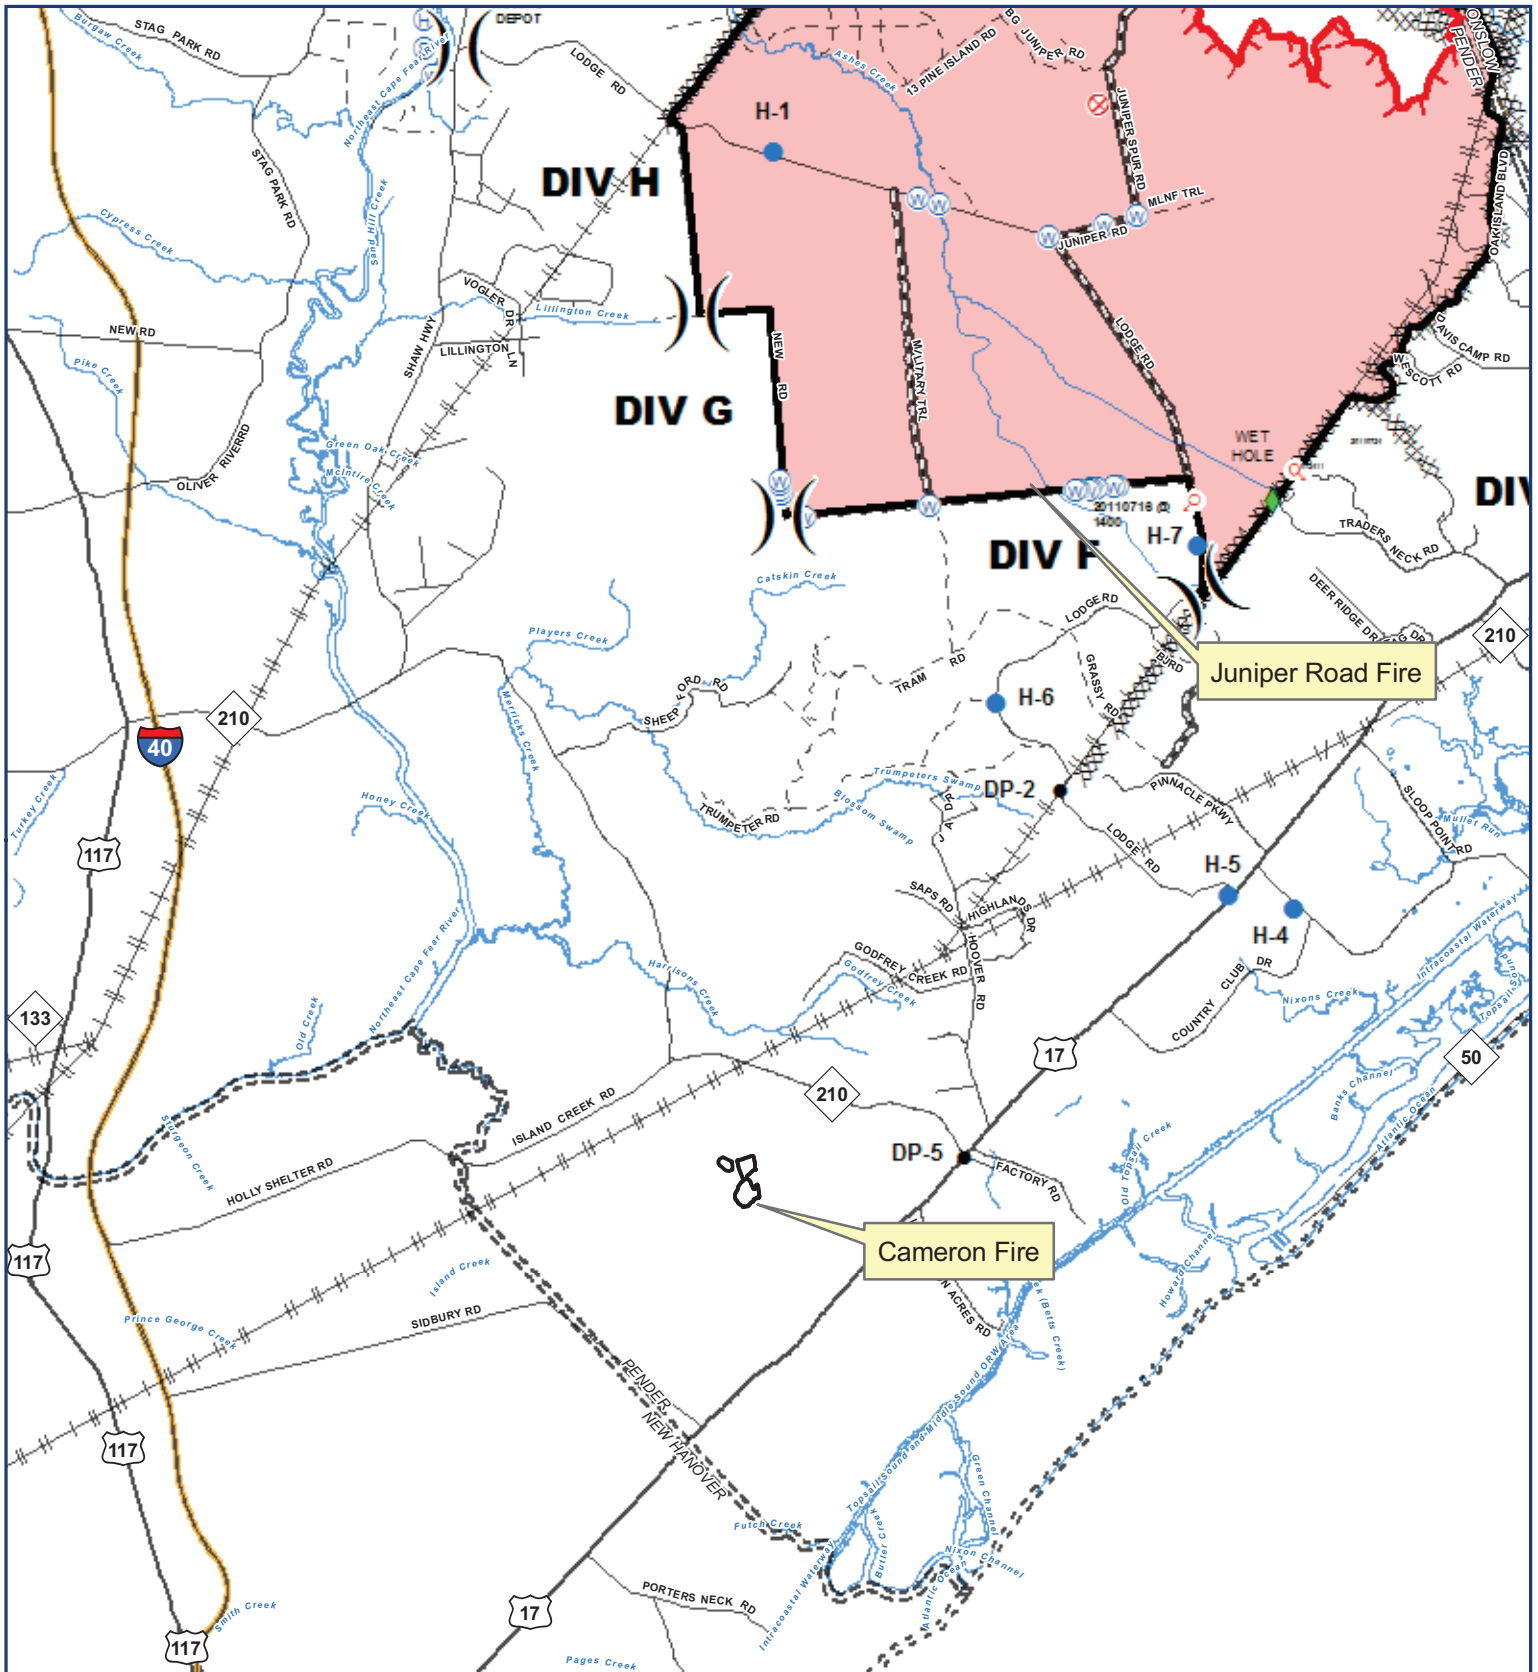 Burgaw Creek
STAG PARK RD
DEPOT
LODGE RD
Northeast Cape Fear River
BG JUNIPER RD
13 PINE ISLAND RD
Ashes Creek
ONSLOW
PENDER
H-1
JUNIPER SPUR RD
MLNF TRL
JUNIPER RD
OAK ISLAND BLVD
DIV H
STAG PARK RD
Sand Hill Creek
Cypress Creek
VOGLER DR
Lillington Creek
NEW RD
SHAW HWY
LILLINGTON LN
Pike Creek
NEW RD
MILITARY TRL
LODGE RD
DAVIS CAMP RD
WESCOTT RD
DIV G
WET
HOLE
OLIVER RIVER RD
Green Oak Creek
McIntire Creek
20110716 @
1400
H-7
DIV F
DIV
TRADERS NECK RD
DEER RIDGE DR
Catskin Creek
Players Creek
LODGE RD
TRAM RD
GRASSY RD
210
Juniper Road Fire
SHEEP FORD RD
Merricks Creek
H-6
210
40
Honey Creek
Turkey Creek
Trumpeters Swamp
Blossom Swamp
TRUMPETER RD
DP-2
J A DR
PINNACLE PKWY
SLOOP POINT RD
Mullet Run
117
LODGE RD
H-5
H-4
SAPS RD
HIGHLANDS DR
HOOVER RD
GODFREY CREEK RD
Godfrey Creek
Harrisons Creek
Northeast Cape Fear River
COUNTRY CLUB DR
Nixons Creek
Intracoastal Waterway
133
Old Creek
17
50
Banks Channel
Atlantic Ocean
210
ISLAND CREEK RD
Sturgeon Creek
HOLLY SHELTER RD
DP-5
FACTORY RD
Old Topsail Creek
Cameron Fire
117
Island Creek
Howard Channel
N ACRES RD
ek (Betts Creek)
Prince George Creek
SIDBURY RD
Topsail Sound and Middle Sound ORW Area
PENDER
NEW HANOVER
117
Green Channel
Futch Creek
Butler Creek
Nixon Channel
Atlantic Ocean
Intracoastal Waterway
PORTERS NECK RD
17
Smith Creek
117
Pages Creek